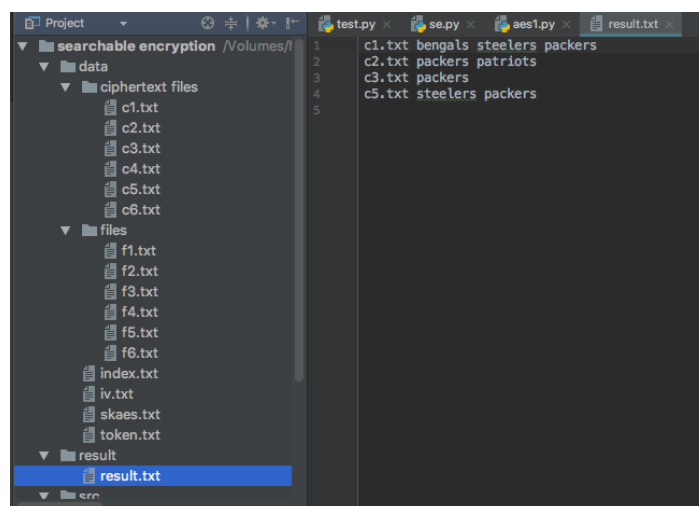 Project
test.py
se.py
aes1.py
result.txt
searchable encryption
data
ciphertext files
c1.txt
c2.txt
c3.txt
c4.txt
c5.txt
c6.txt
files
f1.txt
f2.txt
f3.txt
f4.txt
f5.txt
f6.txt
index.txt
iv.txt
skaes.txt
token.txt
result
result.txt
src
1 c1.txt bengals steelers packers
2 c2.txt packers patriots
3 c3.txt packers
4 c5.txt steelers packers
5